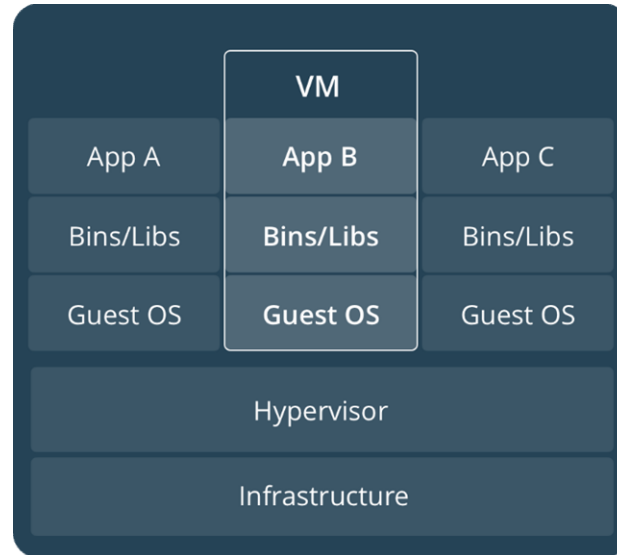 VM
App A App B App C
Bins/Libs Bins/Libs Bins/Libs
Guest OS Guest OS Guest OS
Hypervisor
Infrastructure